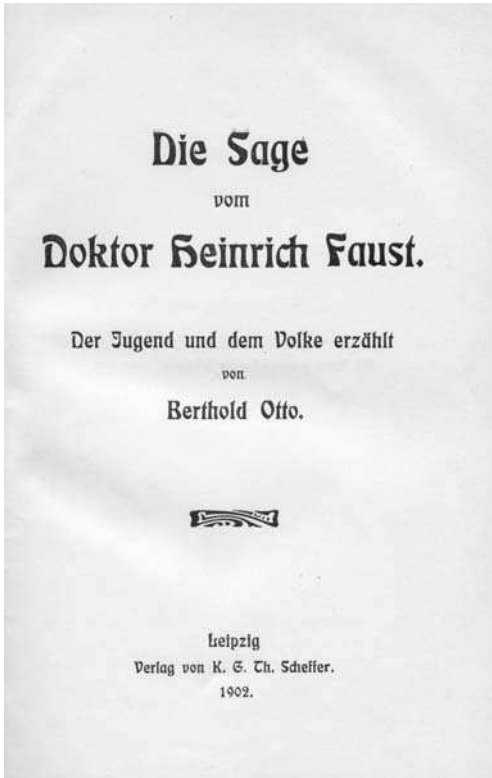 Die Sage
vom
Doktor Heinrich Faust.
Der Jugend und dem Volke erzählt
von
Berthold Otto.
Leipzig
Verlag von K. G. Th. Scheffer.
1902.